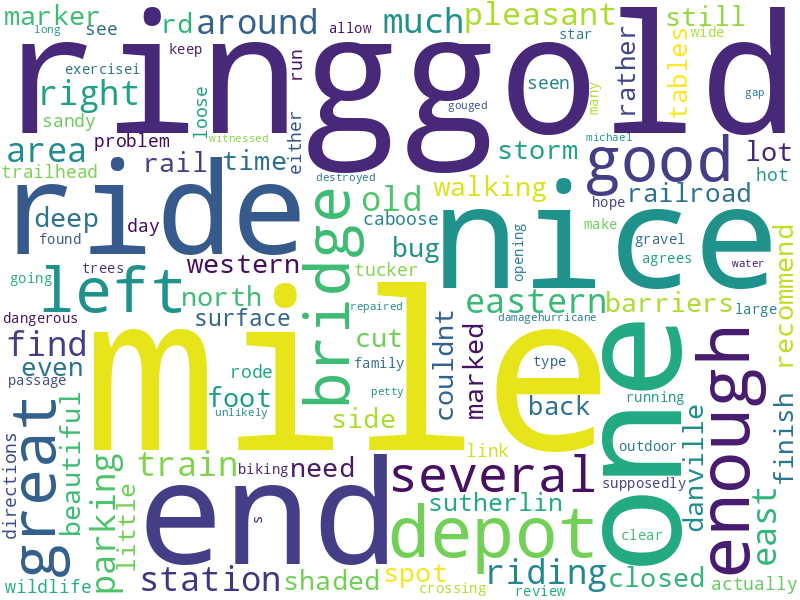 marker
long
rd
see
around
allow
much
keep
pleasant
star
still
wide
ringgold
exercisei
right
sandy
loose
run
gouged
seen
many
rather
tables
gap
area
problem
rail
time
either
witnessed
storm
michael
good
lot
trailhead
destroyed
railroad
hot
ride
deep
found
day
old
caboose
walking
hope
nice
make
bridge
bug
opening
gravel
agrees
water
recommend
going
trees
left
western
north
tucker
eastern
barriers
large
dangerous
surface
repaired
damagehurricane
find
even
passage
rode
foot
unlikely
mile
cut
family
petty
couldnt
marked
type
back
one
enough
running
finish
great
beautiful
directions
parking
little
train
biking
need
side
several
link
outdoor
supposedly
danville
east
end
s
depot
sutherlin
clear
wildlife
station
shaded
spot
crossing
riding
review
closed
actually